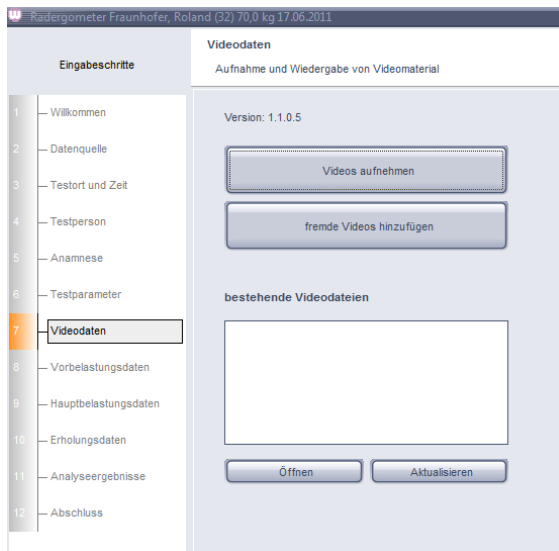 Radergometer Fraunhofer, Roland (32) 70,0 kg 17.06.2011
Eingabeschritte
Videodaten
Aufnahme und Wiedergabe von Videomaterial
1 Willkommen
2 Datenquelle
3 Testort und Zeit
4 Testperson
5 Anamnese
6 Testparameter
7 Videodaten
8 Vorbelastungsdaten
9 Hauptbelastungsdaten
10 Erholungsdaten
11 Analyseergebnisse
12 Abschluss
Version: 1.1.0.5
Videos aufnehmen
fremde Videos hinzufügen
bestehende Videodateien
Öffnen
Aktualisieren